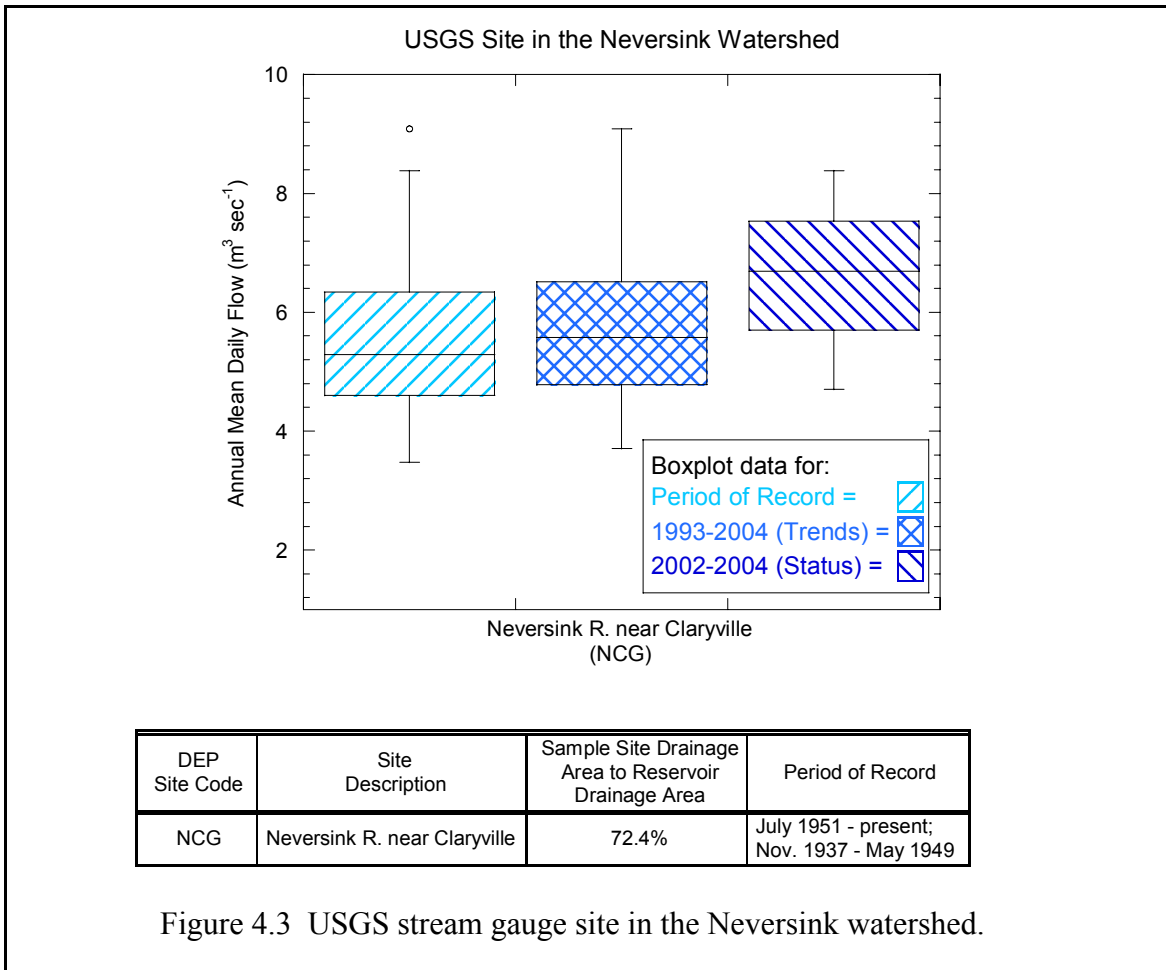 USGS Site in the Neversink Watershed
10
8
6
4
2
Annual Mean Daily Flow (m³ sec⁻¹)
Boxplot data for:
Period of Record =
1993-2004 (Trends) =
2002-2004 (Status) =
Neversink R. near Claryville
(NCG)
DEP
Site Code
Site
Description
Sample Site Drainage
Area to Reservoir
Drainage Area
Period of Record
NCG
Neversink R. near Claryville
72.4%
July 1951 - present;
Nov. 1937 - May 1949
Figure 4.3 USGS stream gauge site in the Neversink watershed.